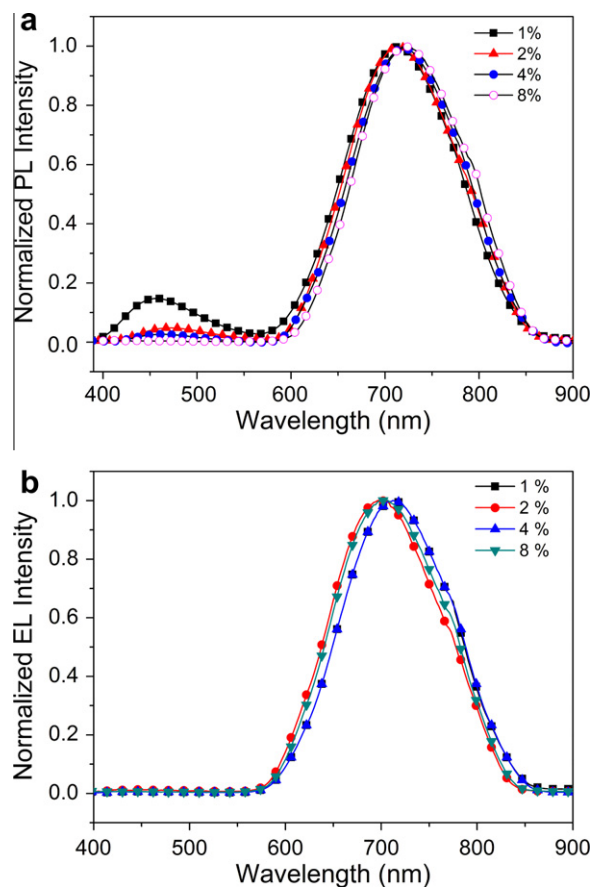 a
1%
2%
4%
8%
1.0
0.8
0.6
0.4
0.2
0.0
Normalized PL Intensity
400 500 600 700 800 900
Wavelength (nm)
b
1 %
2 %
4 %
8 %
1.0
0.8
0.6
0.4
0.2
0.0
Normalized EL Intensity
400 500 600 700 800 900
Wavelength (nm)